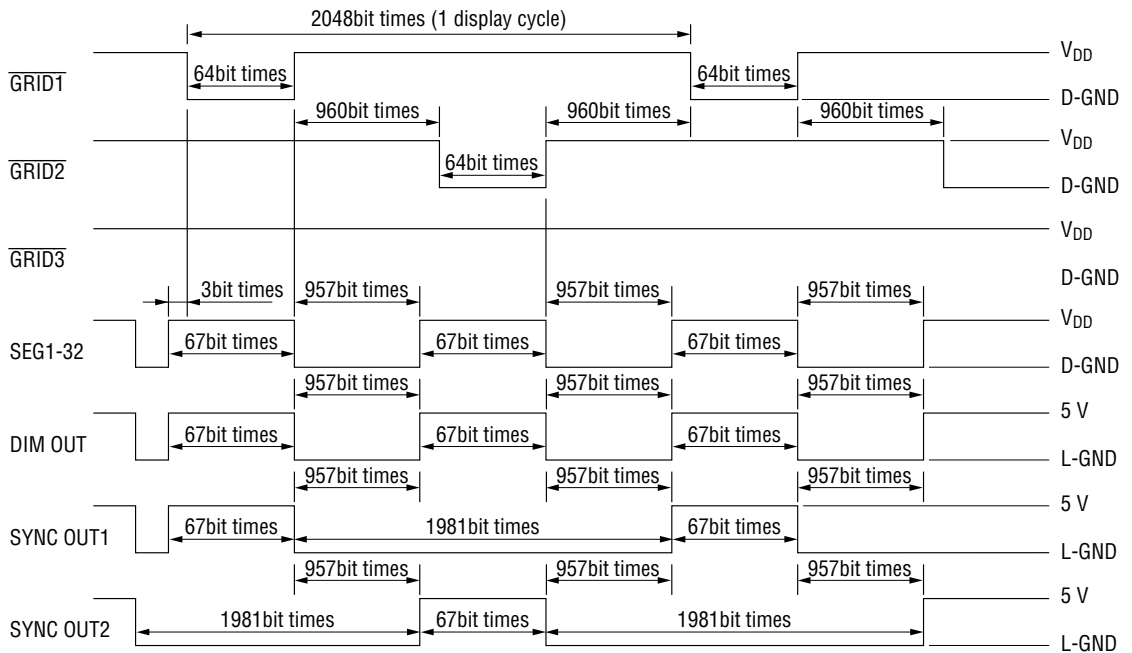 2048bit times (1 display cycle)
GRID1 64bit times 64bit times VDD
D-GND
960bit times 960bit times 960bit times
GRID2 64bit times VDD
D-GND
GRID3 VDD
D-GND
3bit times 957bit times 957bit times 957bit times
SEG1-32 67bit times 67bit times 67bit times VDD
D-GND
957bit times 957bit times 957bit times
DIM OUT 67bit times 67bit times 67bit times 5 V
L-GND
957bit times 957bit times 957bit times
SYNC OUT1 67bit times 1981bit times 67bit times 5 V
L-GND
957bit times 957bit times 957bit times
SYNC OUT2 1981bit times 67bit times 1981bit times 5 V
L-GND